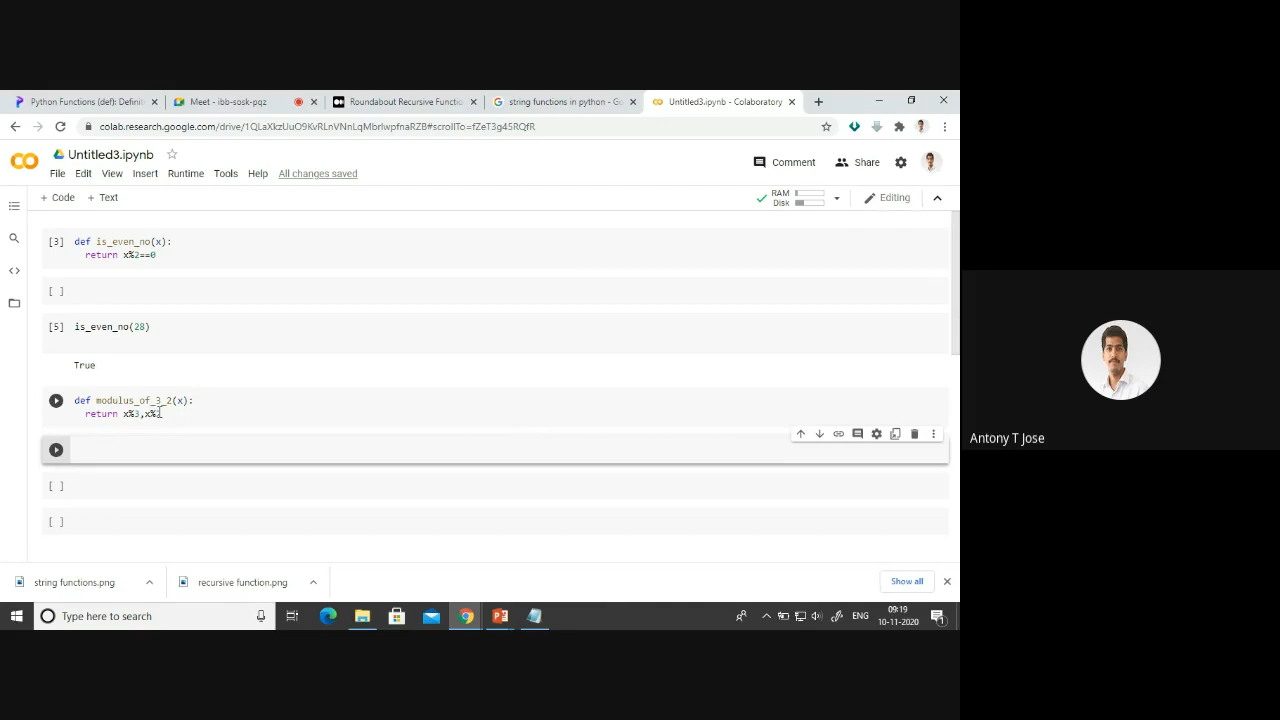 Python Functions (def): Definiti
Meet - ibb-sosk-pqz
Roundabout Recursive Functio
string functions in python - Go
Untitled3.ipynb - Colaboratory
colab.research.google.com/drive/1QLaXkzUuO9KvRLnVNnLqMbrIwpfnaRZB#scrollTo=fZeT3g45RQfR
Untitled3.ipynb
Comment
Share
File Edit View Insert Runtime Tools Help All changes saved
+ Code + Text
RAM
Disk
Editing
[3] def is_even_no(x):
return x%2==0
[ ]
[5] is_even_no(28)
True
def modulus_of_3_2(x):
return x%3,x%2
[ ]
[ ]
Antony T Jose
string functions.png
recursive function.png
Show all
Type here to search
ENG
09:19
10-11-2020
1